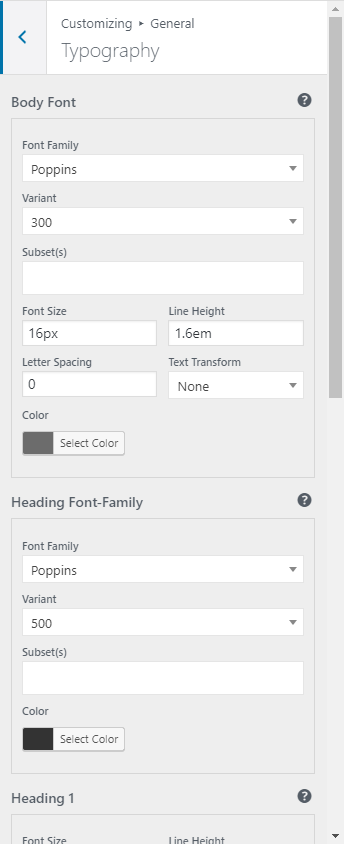 Customizing ▸ General
Typography
Body Font
Font Family
Poppins
Variant
300
Subset(s)
Font Size Line Height
16px 1.6em
Letter Spacing Text Transform
0 None
Color
Select Color
Heading Font-Family
Font Family
Poppins
Variant
500
Subset(s)
Color
Select Color
Heading 1
Font Size Line Height